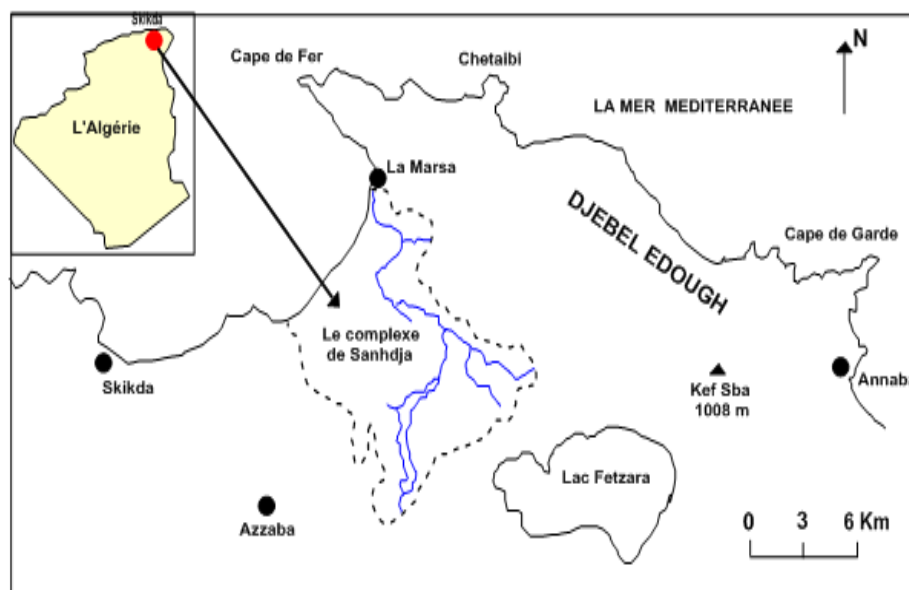 Skikda
L'Algérie
Cape de Fer
Chetaibi
N
LA MER MEDITERRANEE
La Marsa
DJEBEL EDOUGH
Cape de Garde
Le complexe
de Sanhdja
Skikda
Kef Sba
1008 m
Annaba
Lac Fetzara
Azzaba
0 3 6 Km